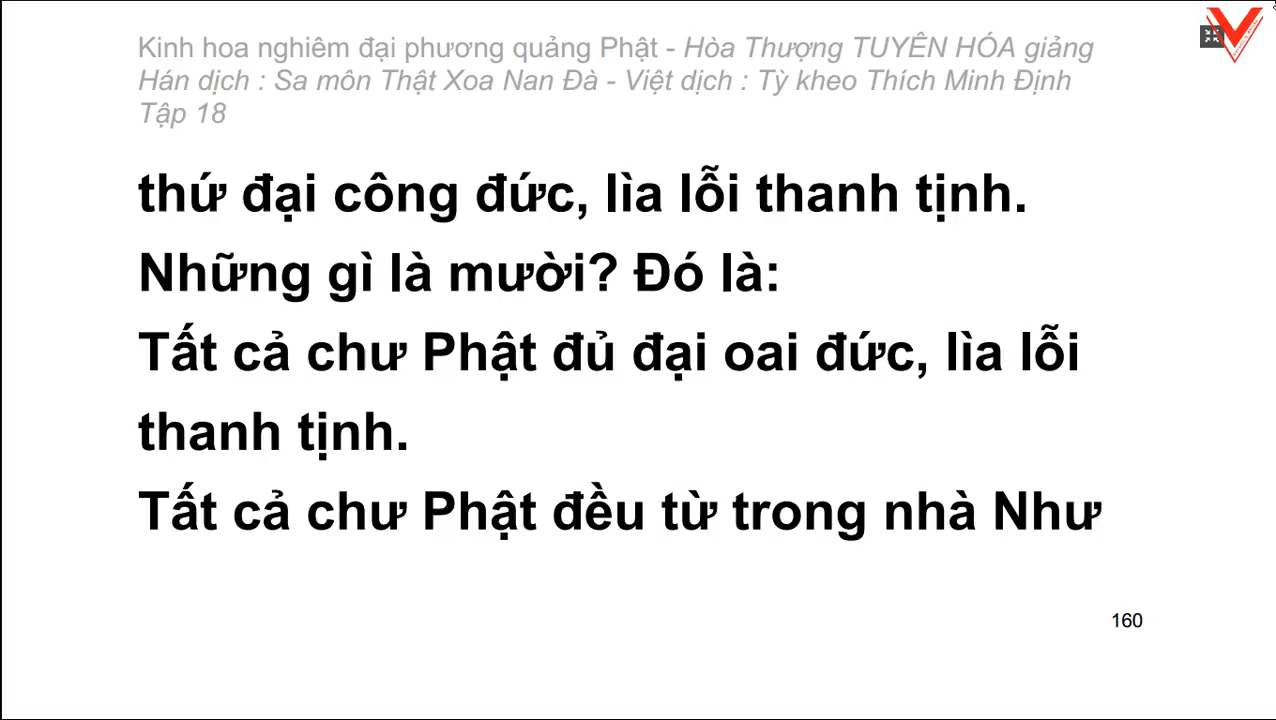 Kinh hoa nghiêm đại phương quảng Phật - Hòa Thượng TUYÊN HÓA giảng
Hán dịch : Sa môn Thật Xoa Nan Đà - Việt dịch : Tỳ kheo Thích Minh Định
Tập 18
thứ đại công đức, lìa lỗi thanh tịnh.
Những gì là mười? Đó là:
Tất cả chư Phật đủ đại oai đức, lìa lỗi
thanh tịnh.
Tất cả chư Phật đều từ trong nhà Như
160